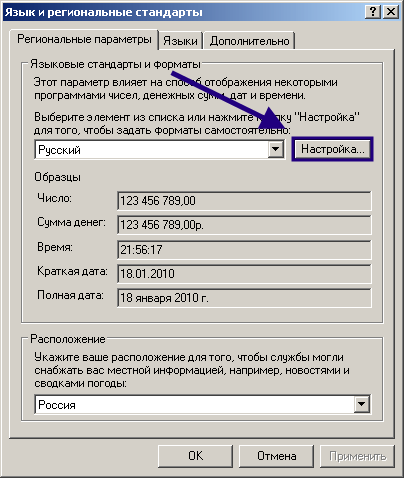 Язык и региональные стандарты
Региональные параметры Языки Дополнительно
Языковые стандарты и форматы
Этот параметр влияет на способ отображения некоторыми
программами чисел, денежных сумм, дат и времени.
Выберите элемент из списка или нажмите кнопку "Настройка"
для того, чтобы задать форматы самостоятельно:
Русский Настройка...
Образцы
Число: 123 456 789,00
Сумма денег: 123 456 789,00р.
Время: 21:56:17
Краткая дата: 18.01.2010
Полная дата: 18 января 2010 г.
Расположение
Укажите ваше расположение для того, чтобы службы могли
снабжать вас местной информацией, например, новостями и
сводками погоды:
Россия
OK Отмена Применить